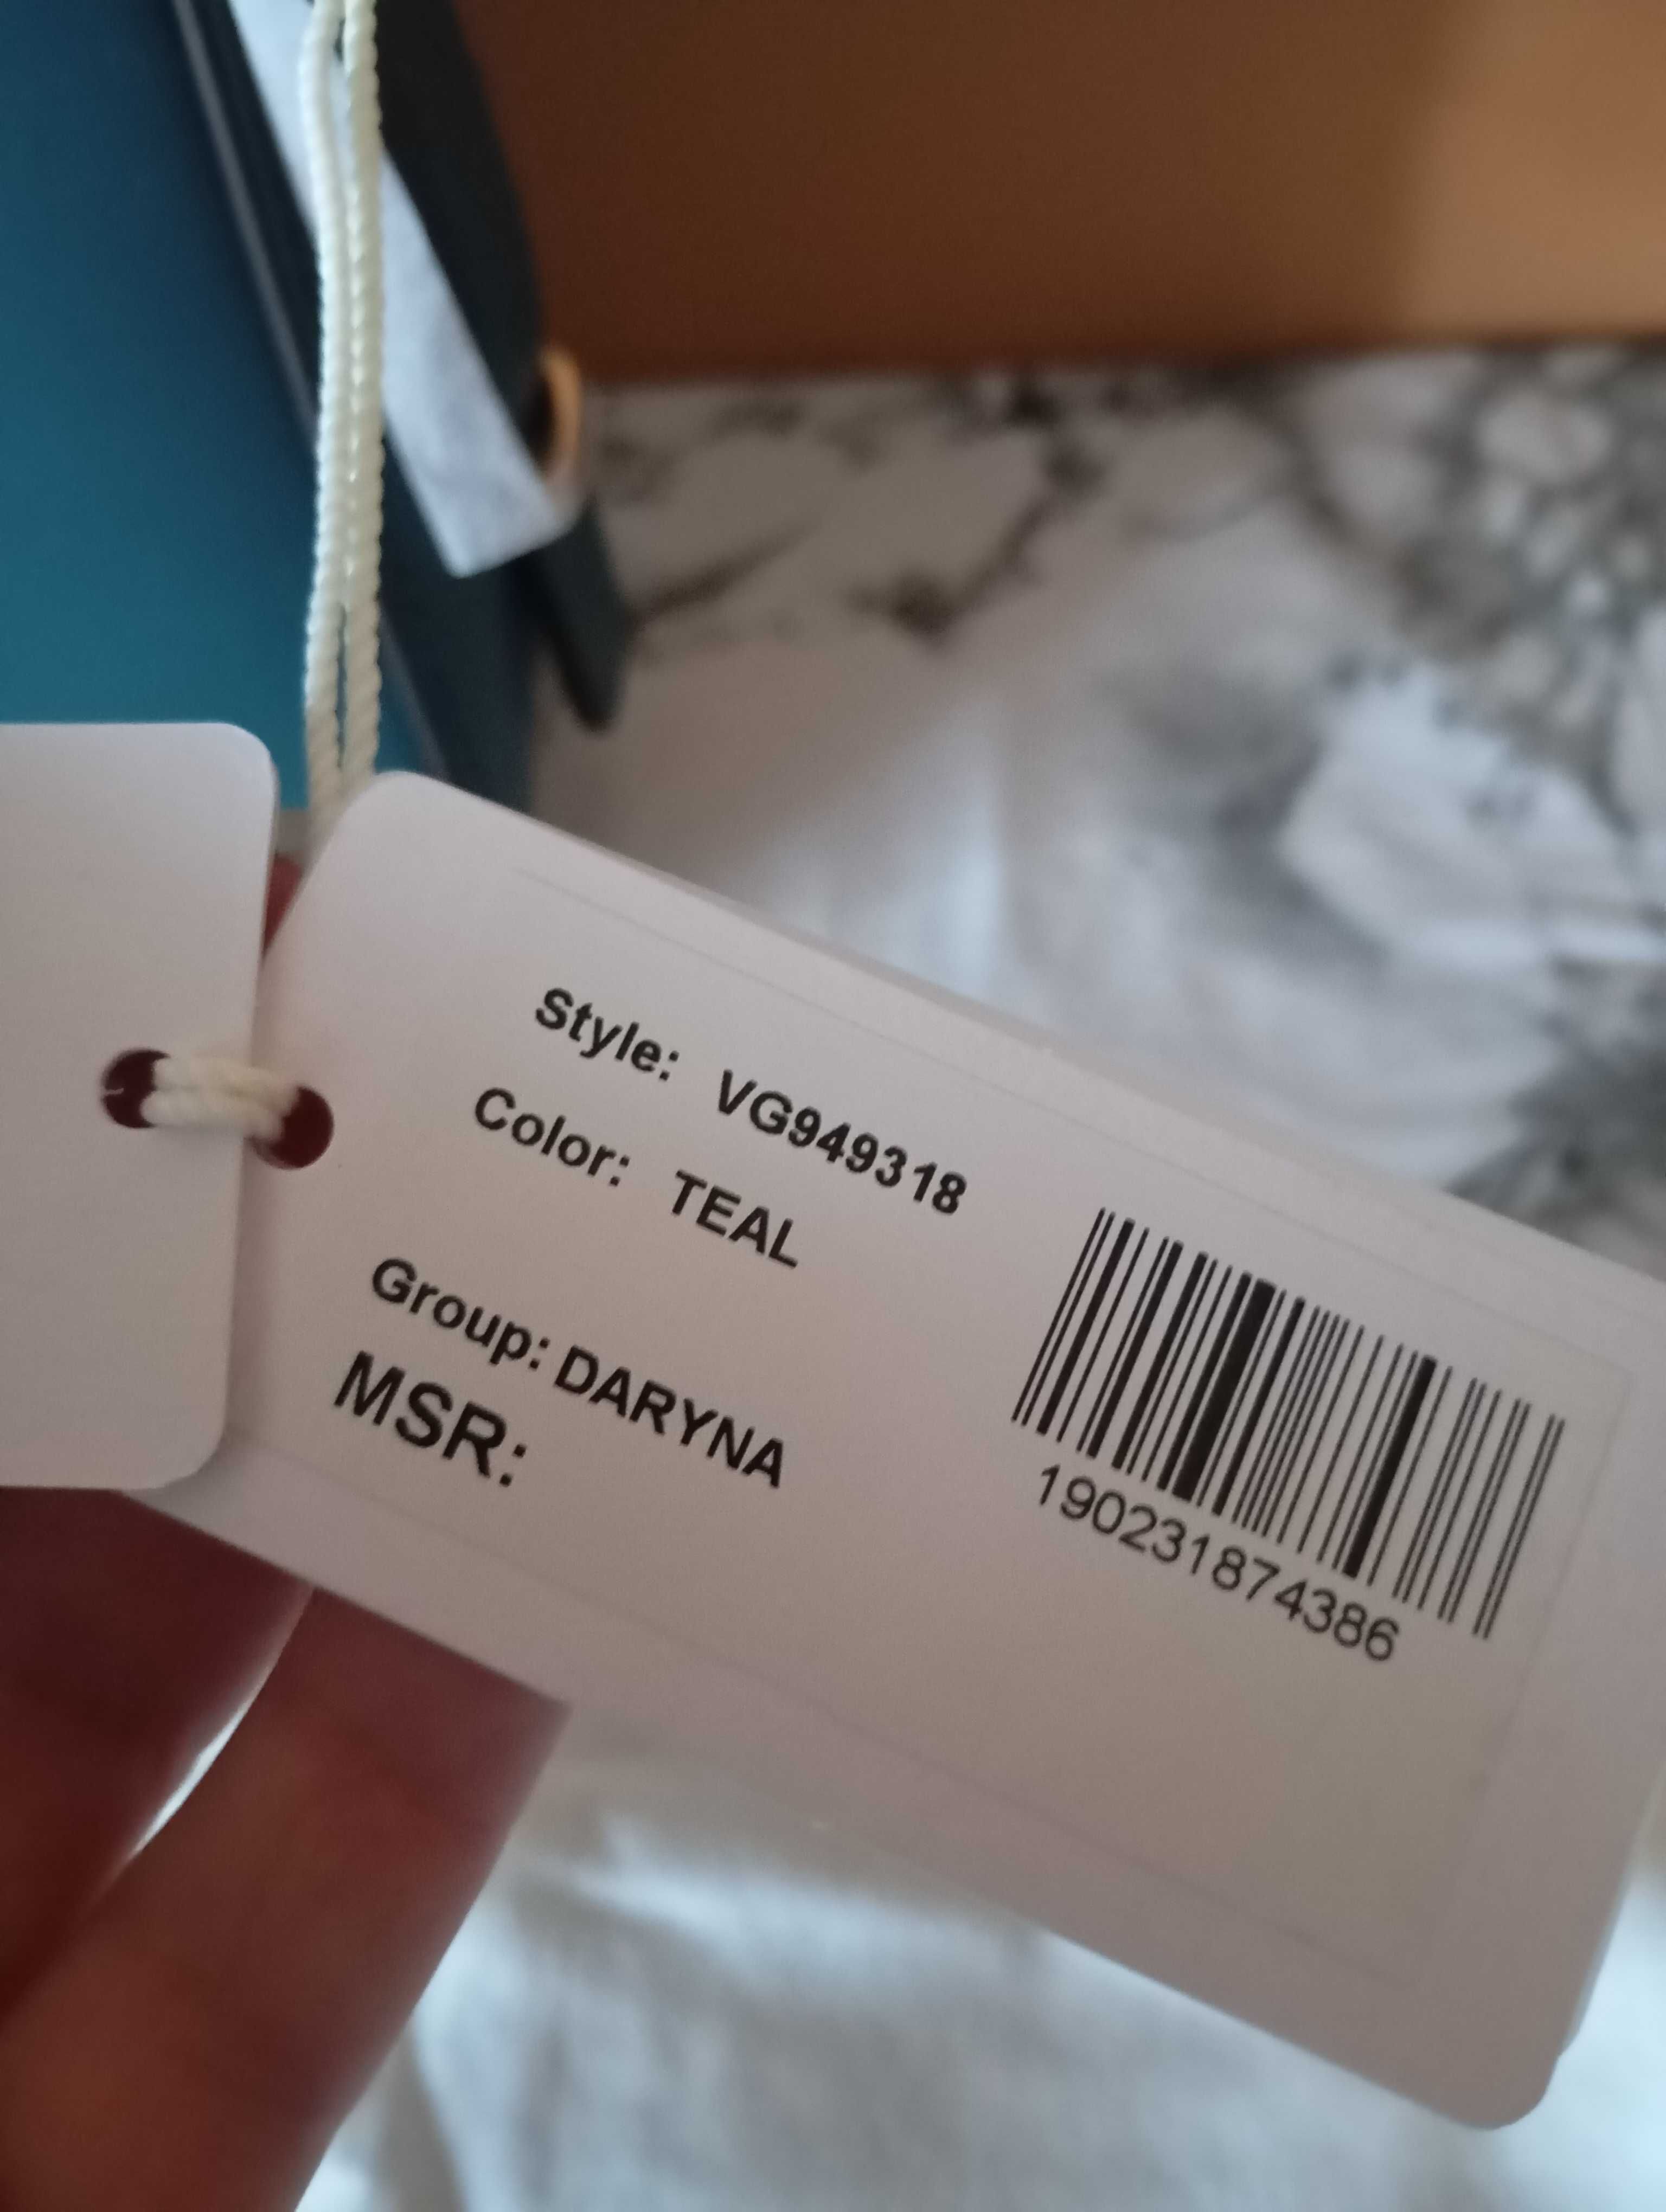 Style: VG949318
Color: TEAL
Group: DARYNA
MSR:
190231874386